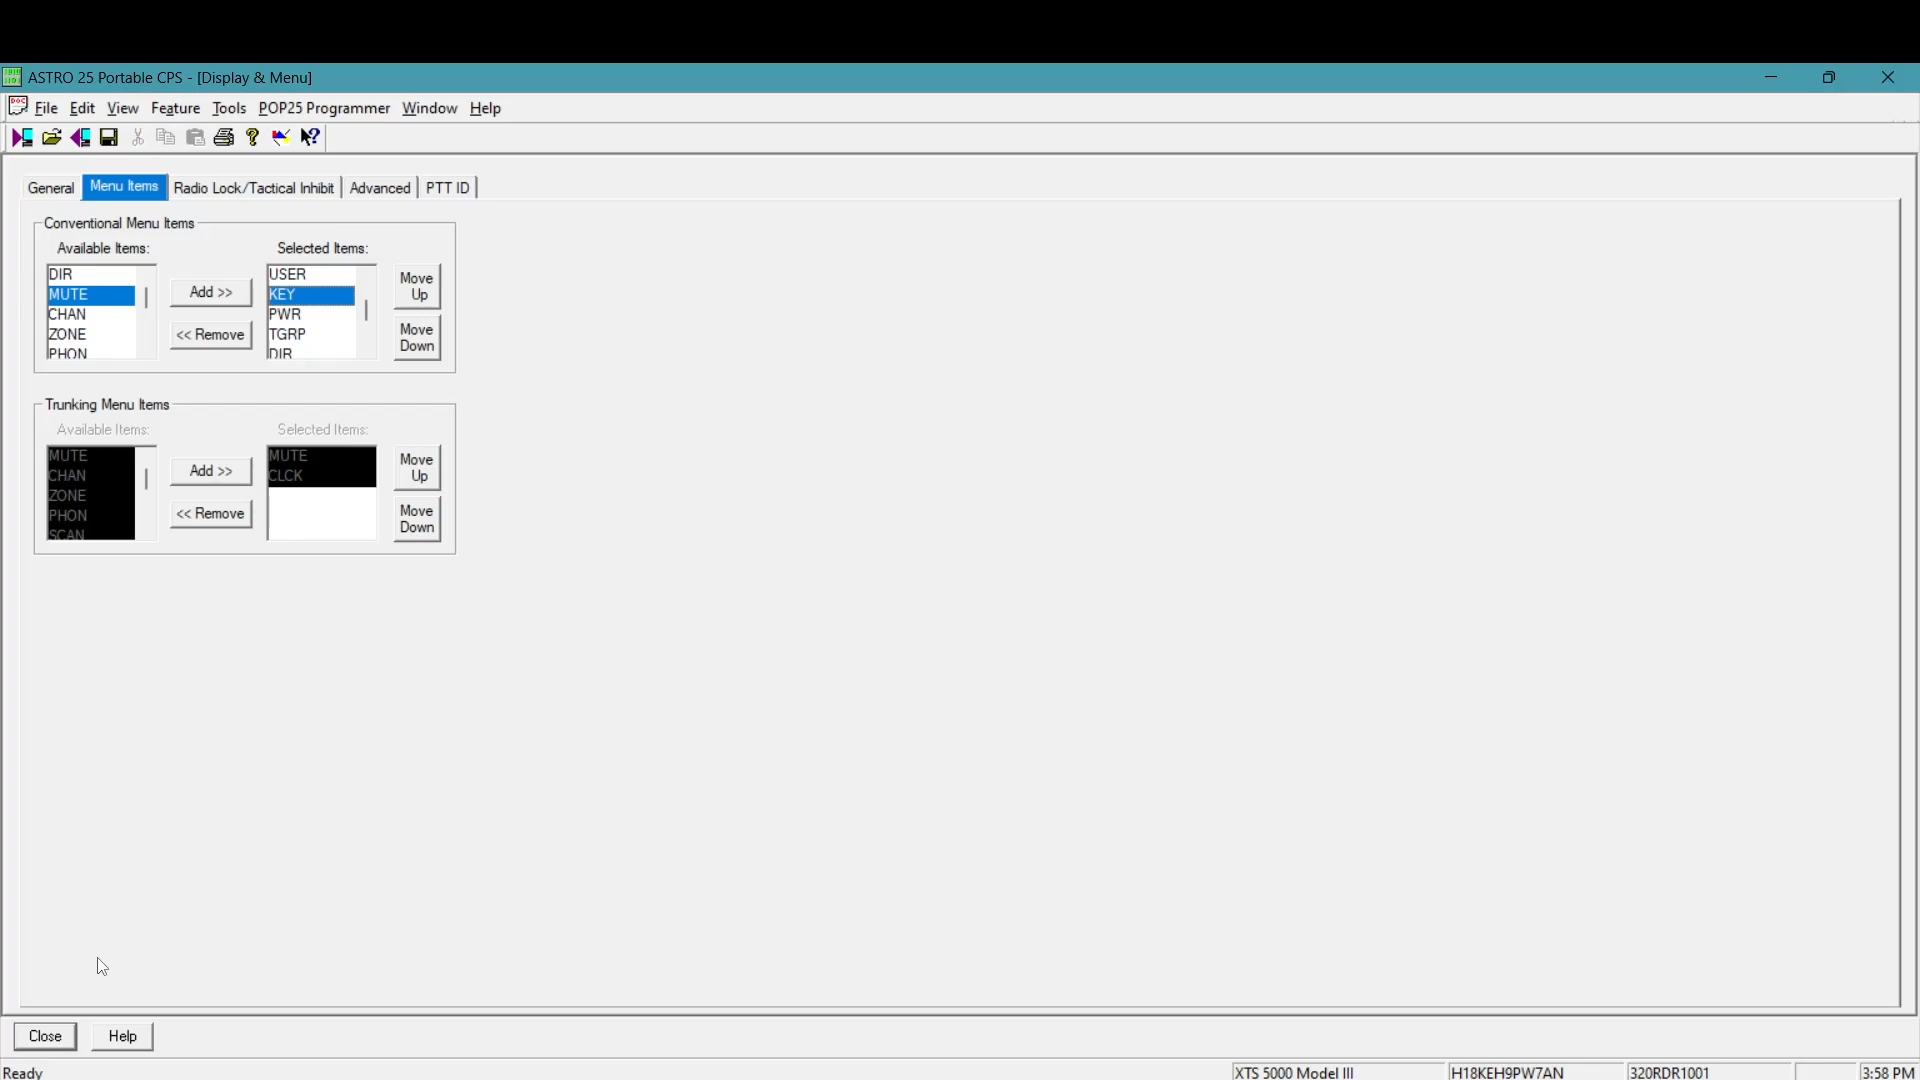 ASTRO 25 Portable CPS - [Display & Menu]
File Edit View Feature Tools POP25 Programmer Window Help
General Menu Items Radio Lock/Tactical Inhibit Advanced PTT ID
Conventional Menu Items
Available Items: Selected Items:
DIR USER
MUTE KEY
CHAN PWR
ZONE TGRP
PHON DIR
Add >>
<< Remove
Move Up
Move Down
Trunking Menu Items
Available Items: Selected Items:
MUTE MUTE
CHAN CLCK
ZONE
PHON
SCAN
Add >>
<< Remove
Move Up
Move Down
Close Help
Ready XTS 5000 Model III H18KEH9PW7AN 320RDR1001 3:58 PM